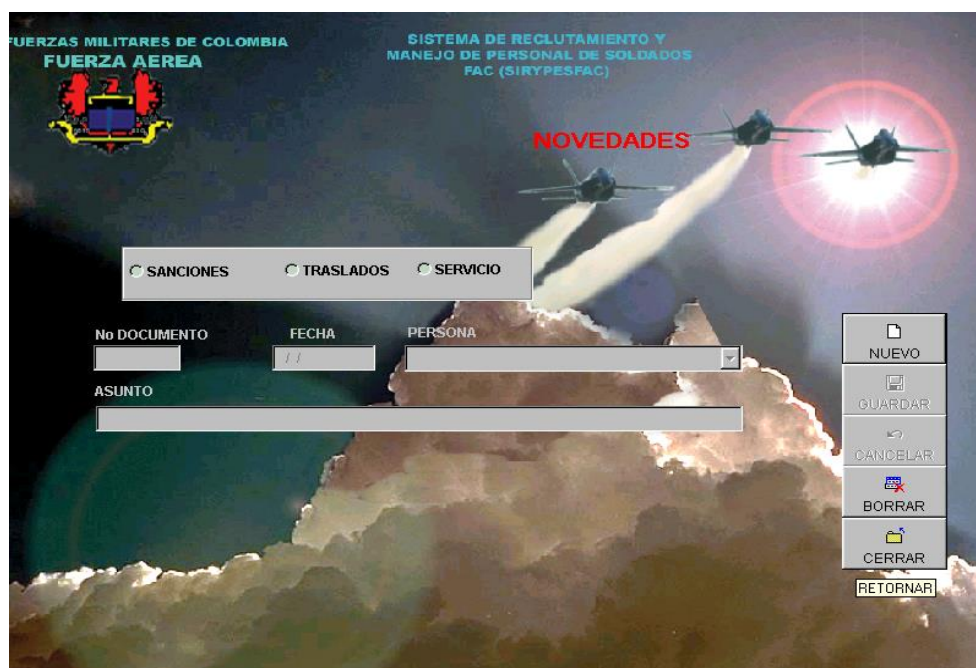 FUERZAS MILITARES DE COLOMBIA
FUERZA AEREA
SISTEMA DE RECLUTAMIENTO Y
MANEJO DE PERSONAL DE SOLDADOS
FAC (SIRYPESFAC)
NOVEDADES
SANCIONES TRASLADOS SERVICIO
No DOCUMENTO FECHA PERSONA
/ /
ASUNTO
NUEVO
GUARDAR
CANCELAR
BORRAR
CERRAR
RETORNAR